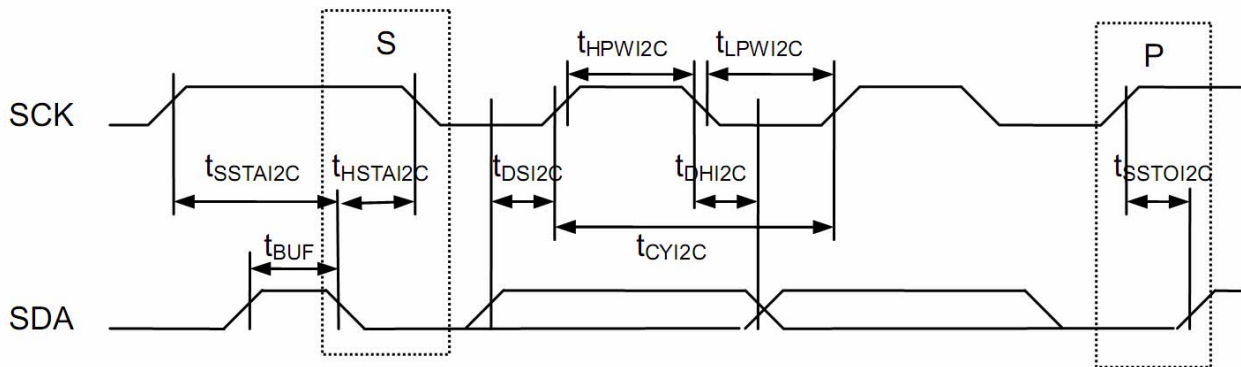 S
P
tHPWI2C
tLPWI2C
SCK
tSSTAI2C
tHSTAI2C
tDSI2C
tDHI2C
tSSTOI2C
tBUF
tCYI2C
SDA